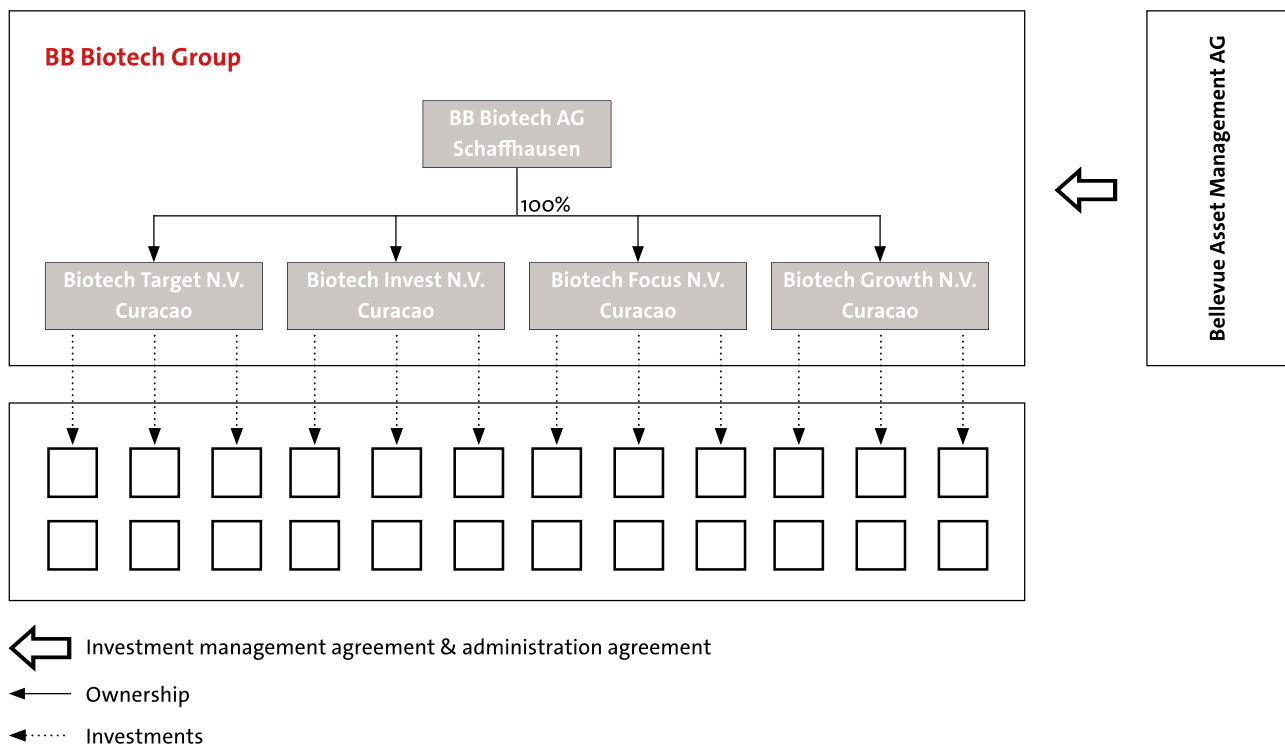 BB Biotech Group
BB Biotech AG
Schaffhausen
100%
Biotech Target N.V.
Curacao
Biotech Invest N.V.
Curacao
Biotech Focus N.V.
Curacao
Biotech Growth N.V.
Curacao
Bellevue Asset Management AG
Investment management agreement & administration agreement
Ownership
Investments